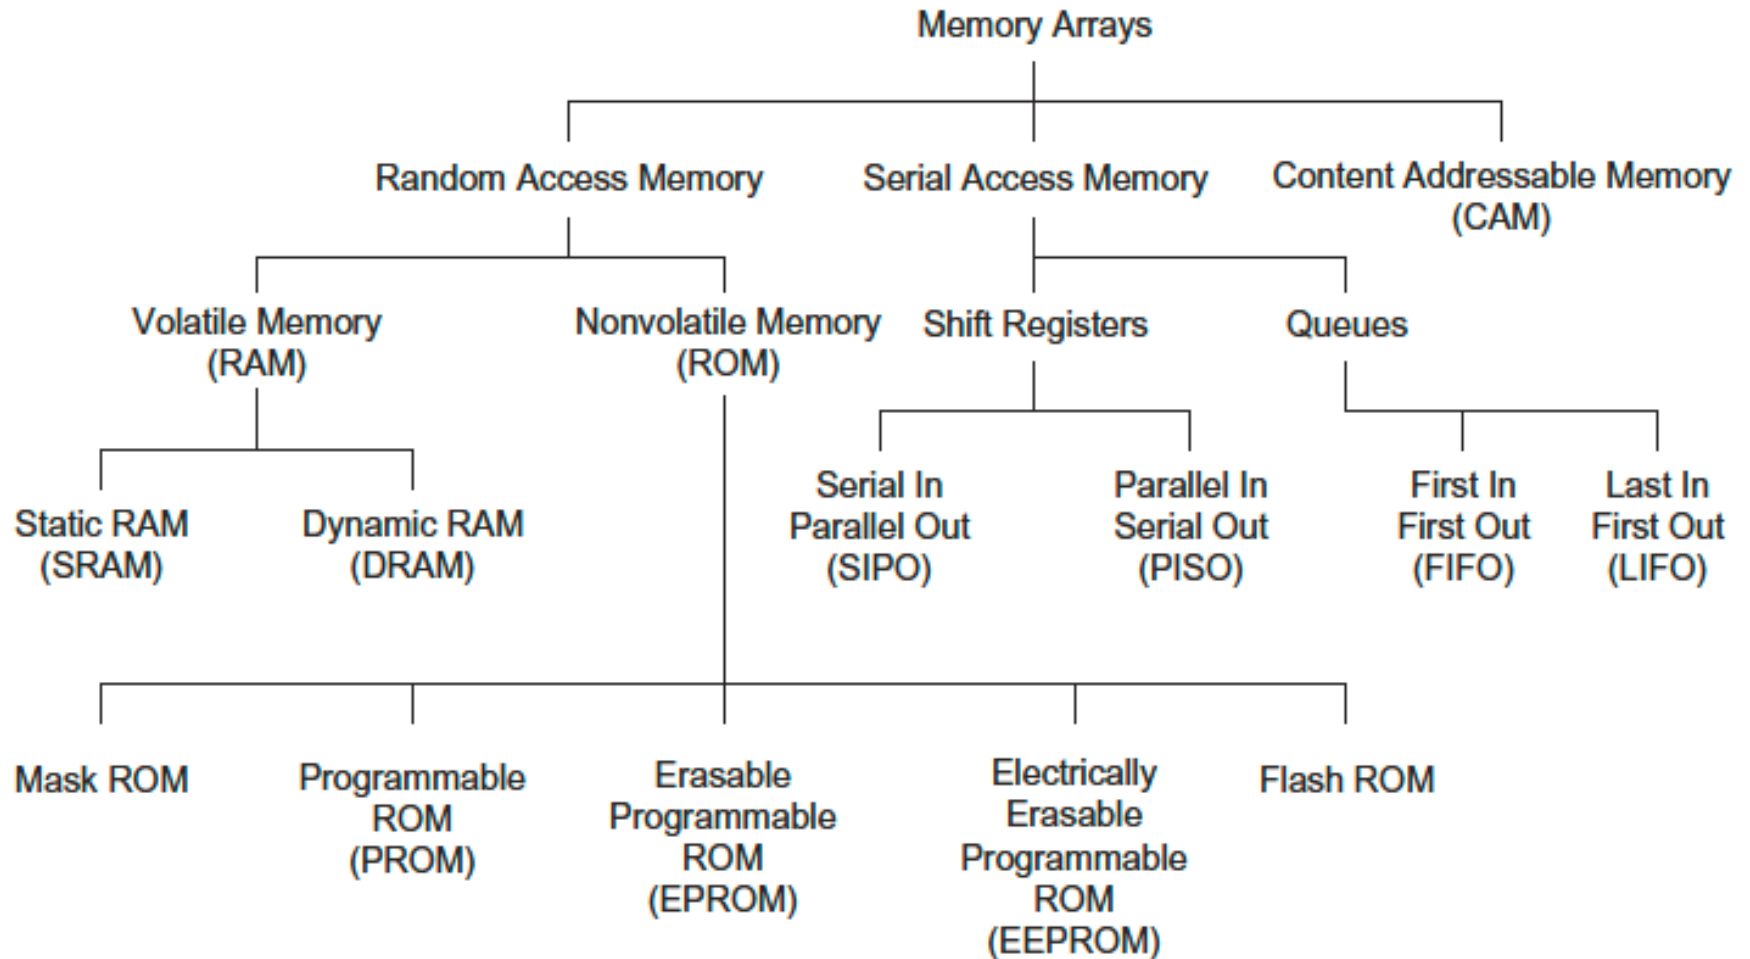 Memory Arrays
Random Access Memory
Serial Access Memory
Content Addressable Memory
(CAM)
Volatile Memory
(RAM)
Nonvolatile Memory
(ROM)
Shift Registers
Queues
Static RAM
(SRAM)
Dynamic RAM
(DRAM)
Serial In
Parallel Out
(SIPO)
Parallel In
Serial Out
(PISO)
First In
First Out
(FIFO)
Last In
First Out
(LIFO)
Mask ROM
Programmable
ROM
(PROM)
Erasable
Programmable
ROM
(EPROM)
Electrically
Erasable
Programmable
ROM
(EEPROM)
Flash ROM